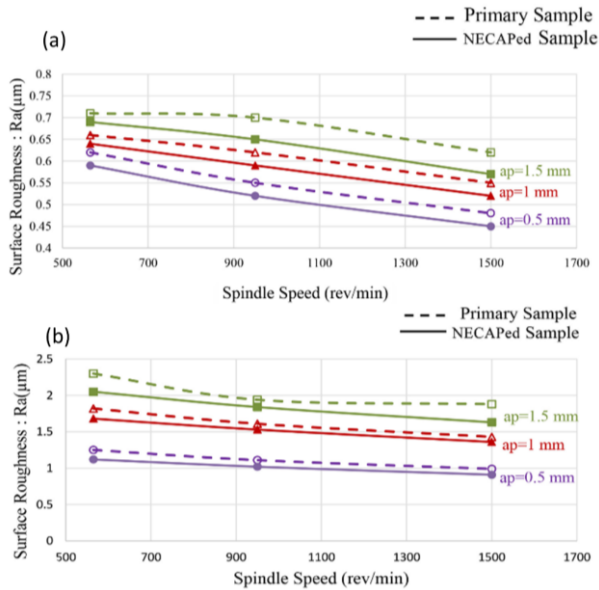 Primary Sample
(a)
NECAPed Sample
0.8
0.75
0.7
0.65
0.6
0.55
0.5
0.45
0.4
Surface Roughness : Ra(µm)
ap=1.5 mm
ap=1 mm
ap=0.5 mm
500 700 900 1100 1300 1500 1700
Spindle Speed (rev/min)
Primary Sample
(b)
NECAPed Sample
2.5
2
1.5
1
0.5
0
Surface Roughness : Ra(µm)
ap=1.5 mm
ap=1 mm
ap=0.5 mm
500 700 900 1100 1300 1500 1700
Spindle Speed (rev/min)